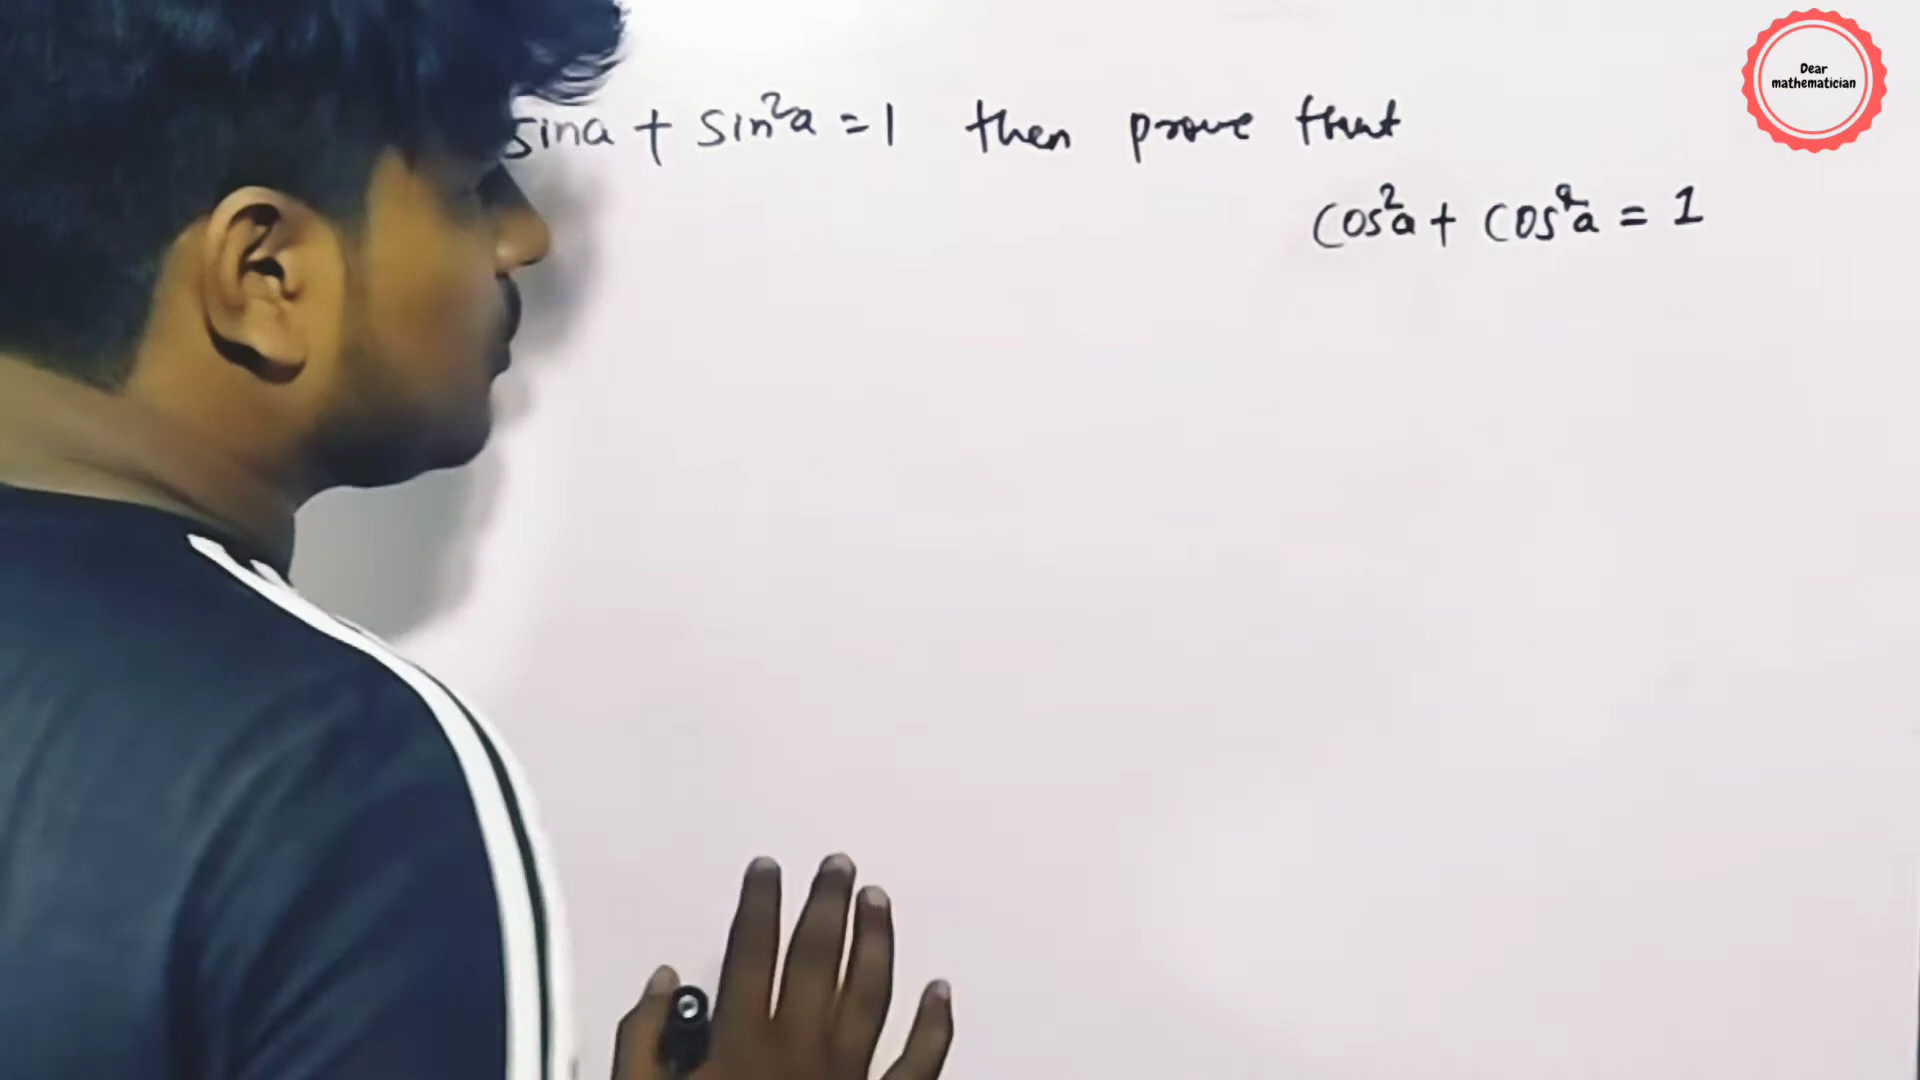 sina + sin²a = 1 then prove that
cos²a + cos⁴a = 1
Dear
mathematician